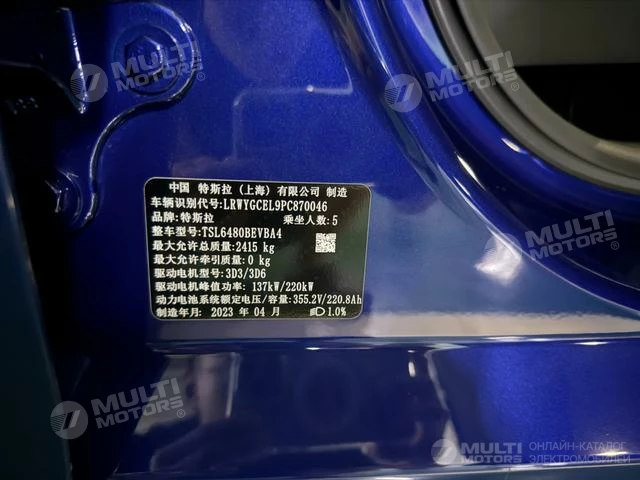 MULTI
MOTORS®
MULTI
MOTORS®
中国 特斯拉（上海）有限公司 制造
车辆识别代号:LRWYGCEL9PC870046
品牌:特斯拉 乘坐人数:5
整车型号:TSL6480BEVBA4
最大允许总质量:2415 kg
最大允许牵引质量:0 kg
驱动电机型号:3D3/3D6
驱动电机峰值功率: 137kW/220kW
动力电池系统额定电压/容量:355.2V/220.8Ah
制造年月: 2023 年 04 月 1.0%
MULTI
MOTORS®
MULTI
MOTORS®
ОНЛАЙН-КАТАЛОГ
ЭЛЕКТРОМОБИЛЕЙ